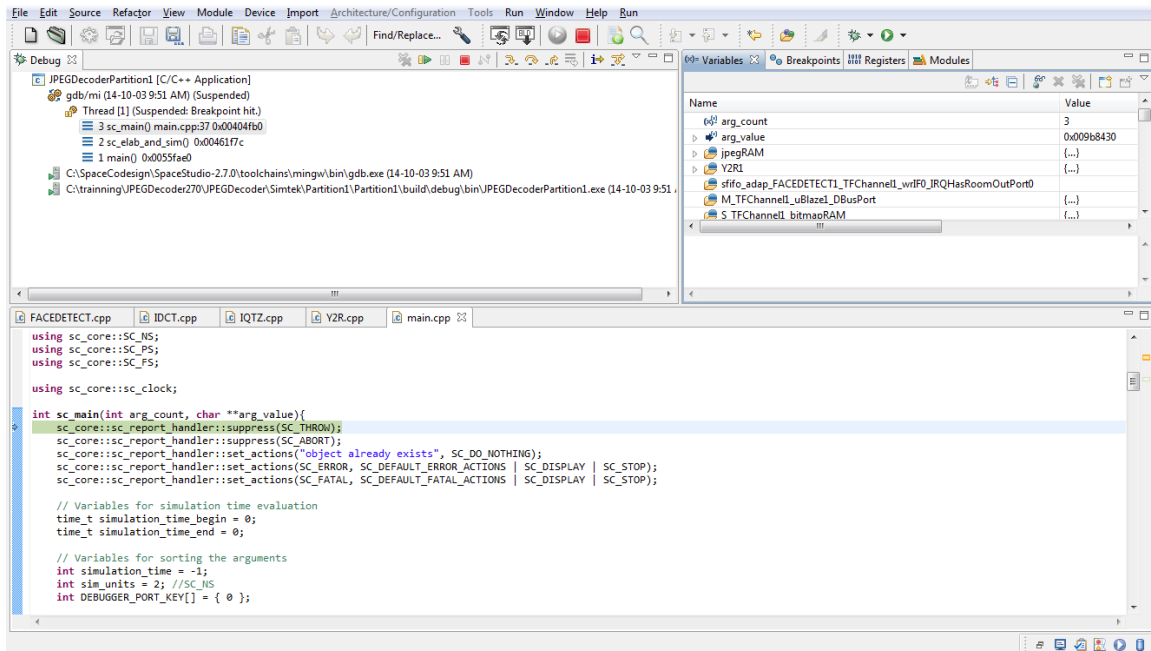 File Edit Source Refactor View Module Device Import Architecture/Configuration Tools Run Window Help Run
Find/Replace...
Debug
JPEGDecoderPartition1 [C/C++ Application]
gdb/mi (14-10-03 9:51 AM) (Suspended)
Thread [1] (Suspended: Breakpoint hit.)
3 sc_main() main.cpp:37 0x00404fb0
2 sc_elab_and_sim() 0x00461f7c
1 main() 0x0055fae0
C:\SpaceCodesign\SpaceStudio-2.7.0\toolchains\mingw\bin\gdb.exe (14-10-03 9:51 AM)
C:\trainning\JPEGDecoder270\JPEGDecoder\Simtek\Partition1\Partition1\build\debug\bin\JPEGDecoderPartition1.exe (14-10-03 9:51
(x)= Variables Breakpoints Registers Modules
Name Value
arg_count 3
arg_value 0x009b8430
jpegRAM {...}
Y2R1 {...}
sfifo_adap_FACEDETECT1_TFChannel1_wrIF0_IRQHasRoomOutPort0
M_TFChannel1_uBlaze1_DBusPort {...}
S_TFChannel1_bitmapRAM {...}
FACEDETECT.cpp IDCT.cpp IQTZ.cpp Y2R.cpp main.cpp
using sc_core::SC_NS;
using sc_core::SC_PS;
using sc_core::SC_FS;
using sc_core::sc_clock;
int sc_main(int arg_count, char **arg_value){
sc_core::sc_report_handler::suppress(SC_THROW);
sc_core::sc_report_handler::suppress(SC_ABORT);
sc_core::sc_report_handler::set_actions("object already exists", SC_DO_NOTHING);
sc_core::sc_report_handler::set_actions(SC_ERROR, SC_DEFAULT_ERROR_ACTIONS | SC_DISPLAY | SC_STOP);
sc_core::sc_report_handler::set_actions(SC_FATAL, SC_DEFAULT_FATAL_ACTIONS | SC_DISPLAY | SC_STOP);
// Variables for simulation time evaluation
time_t simulation_time_begin = 0;
time_t simulation_time_end = 0;
// Variables for sorting the arguments
int simulation_time = -1;
int sim_units = 2; //SC_NS
int DEBUGGER_PORT_KEY[] = { 0 };